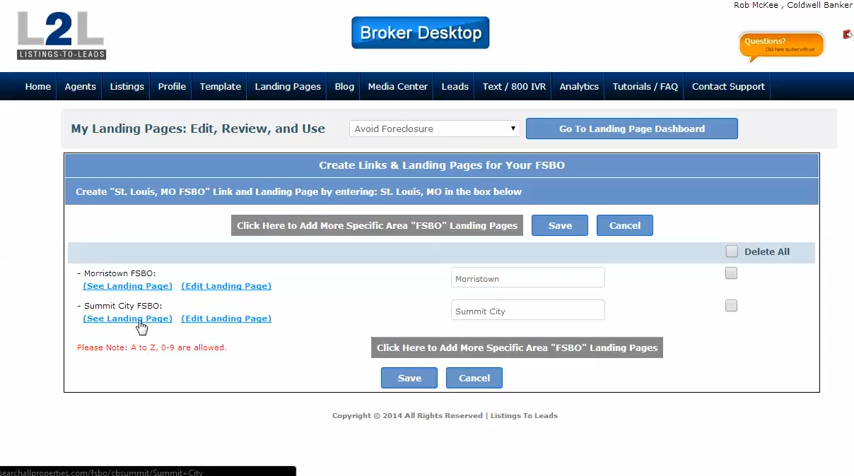 Rob McKee , Coldwell Banker
L2L
LISTINGS-TO-LEADS
Broker Desktop
Questions?
Home Agents Listings Profile Template Landing Pages Blog Media Center Leads Text / 800 IVR Analytics Tutorials / FAQ Contact Support
My Landing Pages: Edit, Review, and Use Avoid Foreclosure Go To Landing Page Dashboard
Create Links & Landing Pages for Your FSBO
Create "St. Louis, MO FSBO" Link and Landing Page by entering: St. Louis, MO in the box below
Click Here to Add More Specific Area "FSBO" Landing Pages Save Cancel
Delete All
- Morristown FSBO:
(See Landing Page) (Edit Landing Page) Morristown
- Summit City FSBO:
(See Landing Page) (Edit Landing Page) Summit City
Please Note: A to Z, 0-9 are allowed. Click Here to Add More Specific Area "FSBO" Landing Pages
Save Cancel
Copyright © 2014 All Rights Reserved | Listings To Leads
searchallproperties.com/fsbo/cbsummit/Summit+City